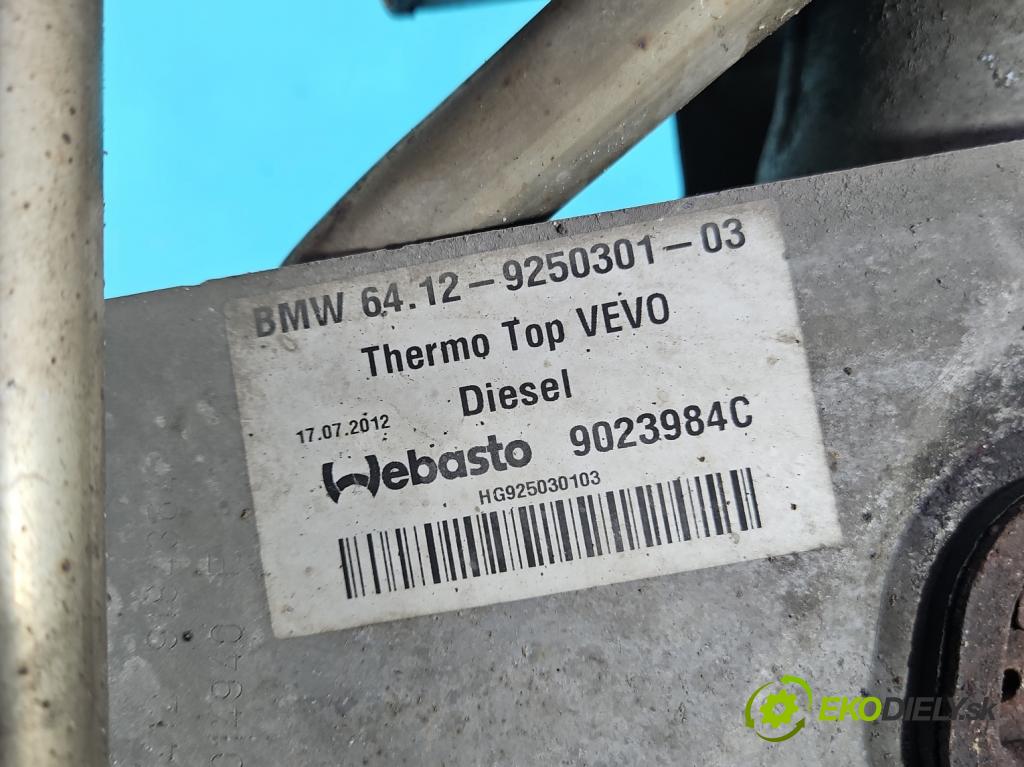 BMW 64.12–9250301–03
Thermo Top VEVO
Diesel
17.07.2012
Webasto 9023984C
HG925030103
EKODIELY.sk